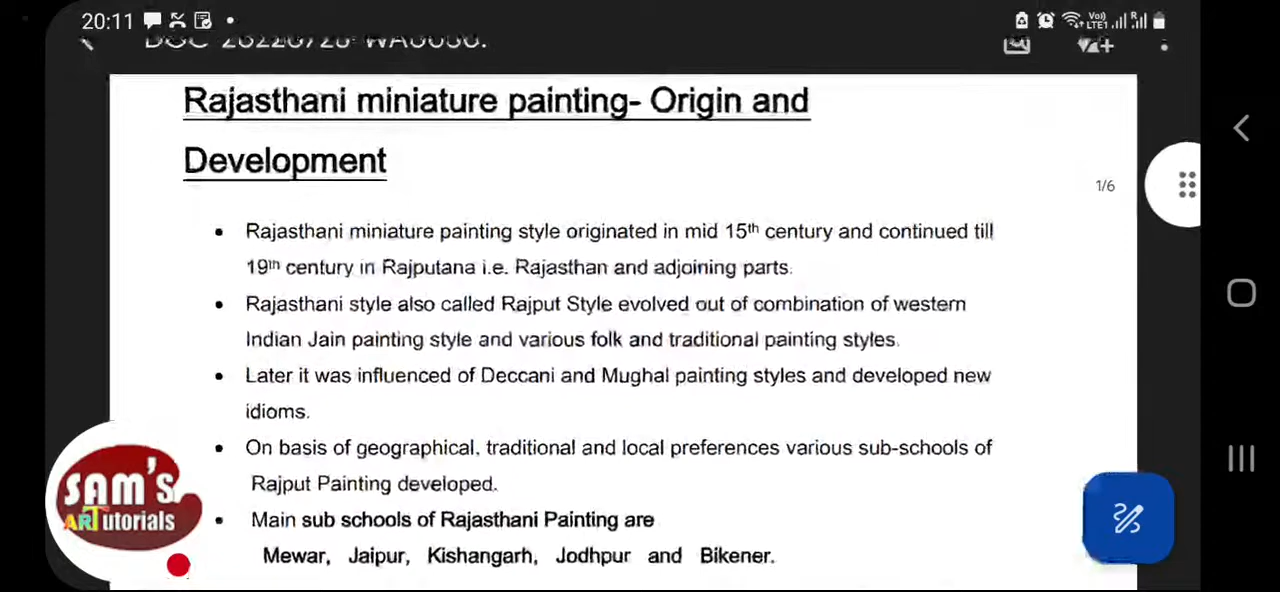 20:11
Vo)
LTE1
R
Rajasthani miniature painting- Origin and
Development
1/6
• Rajasthani miniature painting style originated in mid 15th century and continued till
19th century in Rajputana i.e. Rajasthan and adjoining parts.
• Rajasthani style also called Rajput Style evolved out of combination of western
Indian Jain painting style and various folk and traditional painting styles.
• Later it was influenced of Deccani and Mughal painting styles and developed new
idioms.
• On basis of geographical, traditional and local preferences various sub-schools of
Rajput Painting developed.
• Main sub schools of Rajasthani Painting are
Mewar, Jaipur, Kishangarh, Jodhpur and Bikener.
SAM'S
ARTutorials